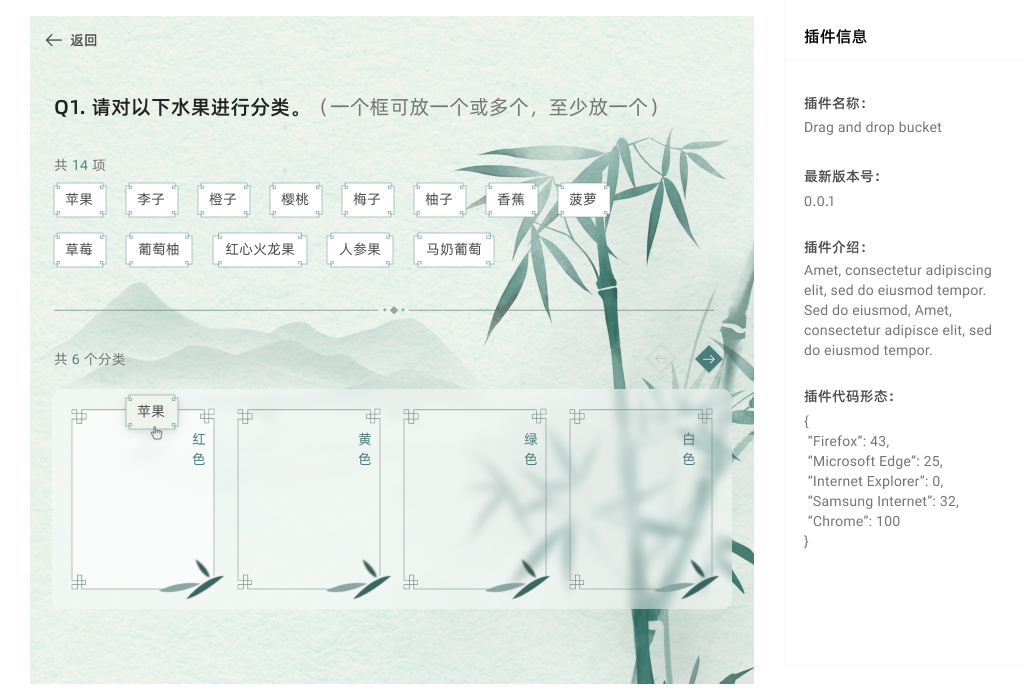 返回
Q1. 请对以下水果进行分类。（一个框可放一个或多个，至少放一个）
共 14 项
苹果 李子 橙子 樱桃 梅子 柚子 香蕉 菠萝
草莓 葡萄柚 红心火龙果 人参果 马奶葡萄
共 6 个分类
苹果
红色
黄色
绿色
白色
插件信息
插件名称：
Drag and drop bucket
最新版本号：
0.0.1
插件介绍：
Amet, consectetur adipiscing
elit, sed do eiusmod tempor.
Sed do eiusmod, Amet,
consectetur adipisce elit, sed
do eiusmod tempor.
插件代码形态：
{
“Firefox”: 43,
“Microsoft Edge”: 25,
“Internet Explorer”: 0,
“Samsung Internet”: 32,
“Chrome”: 100
}